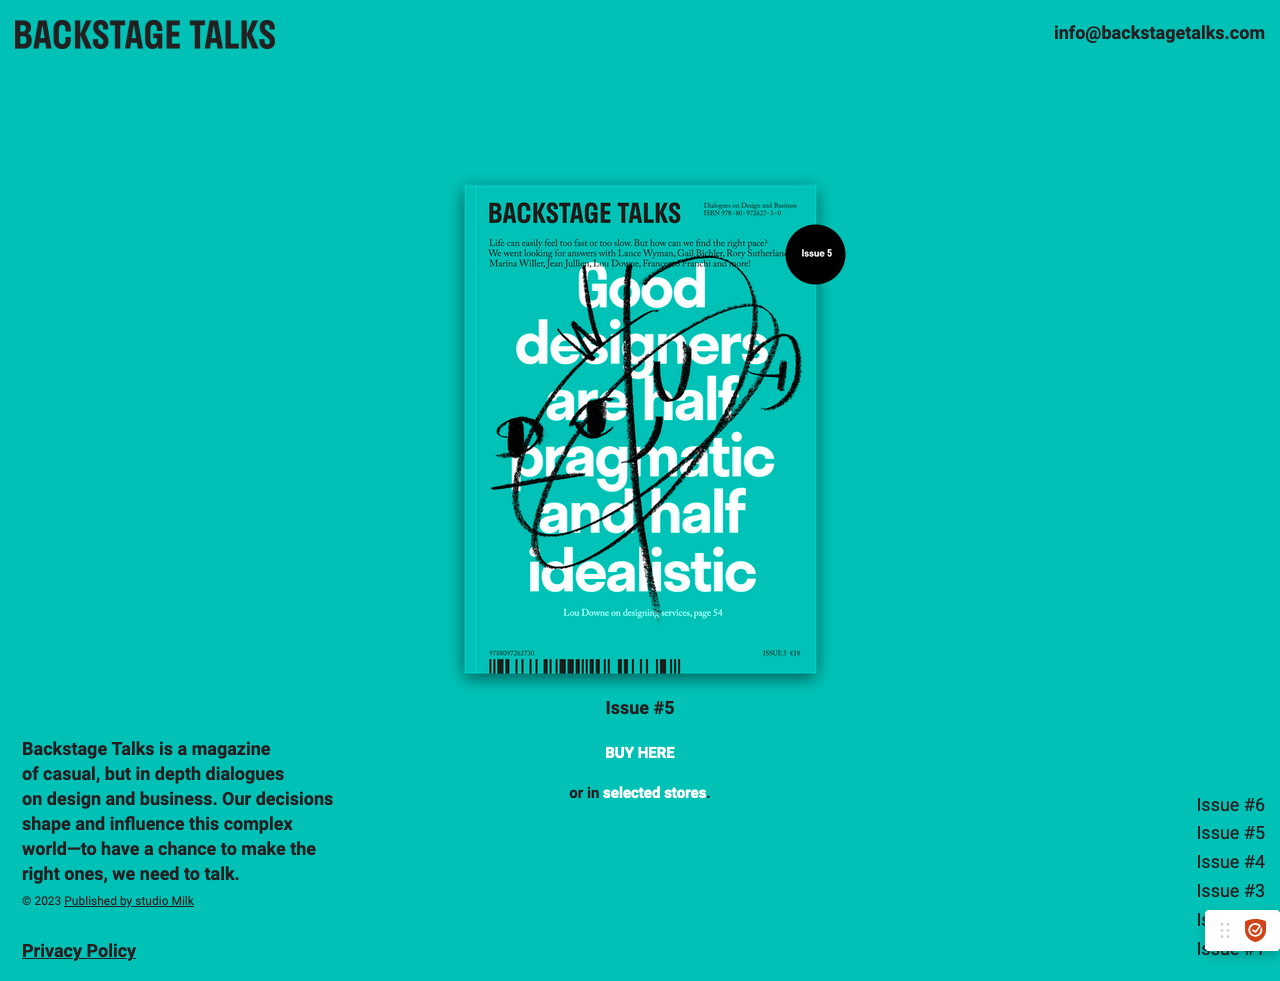 BACKSTAGE TALKS
info@backstagetalks.com
BACKSTAGE TALKS
Dialogues on Design and Business
ISBN 978-80-972627-3-0
Life can easily feel too fast or too slow. But how can we find the right pace?
We went looking for answers with Lance Wyman, Gail Bichler, Rory Sutherland
Marina Willer, Jean Jullien, Lou Downe, Francesco Franchi and more!
Issue 5
Good
designers
are half
pragmatic
and half
idealistic
Lou Downe on designing services, page 54
9788097262730
ISSUE 5 €18
Issue #5
BUY HERE
or in selected stores.
Backstage Talks is a magazine
of casual, but in depth dialogues
on design and business. Our decisions
shape and influence this complex
world—to have a chance to make the
right ones, we need to talk.
© 2023 Published by studio Milk
Privacy Policy
Issue #6
Issue #5
Issue #4
Issue #3
Issue #1